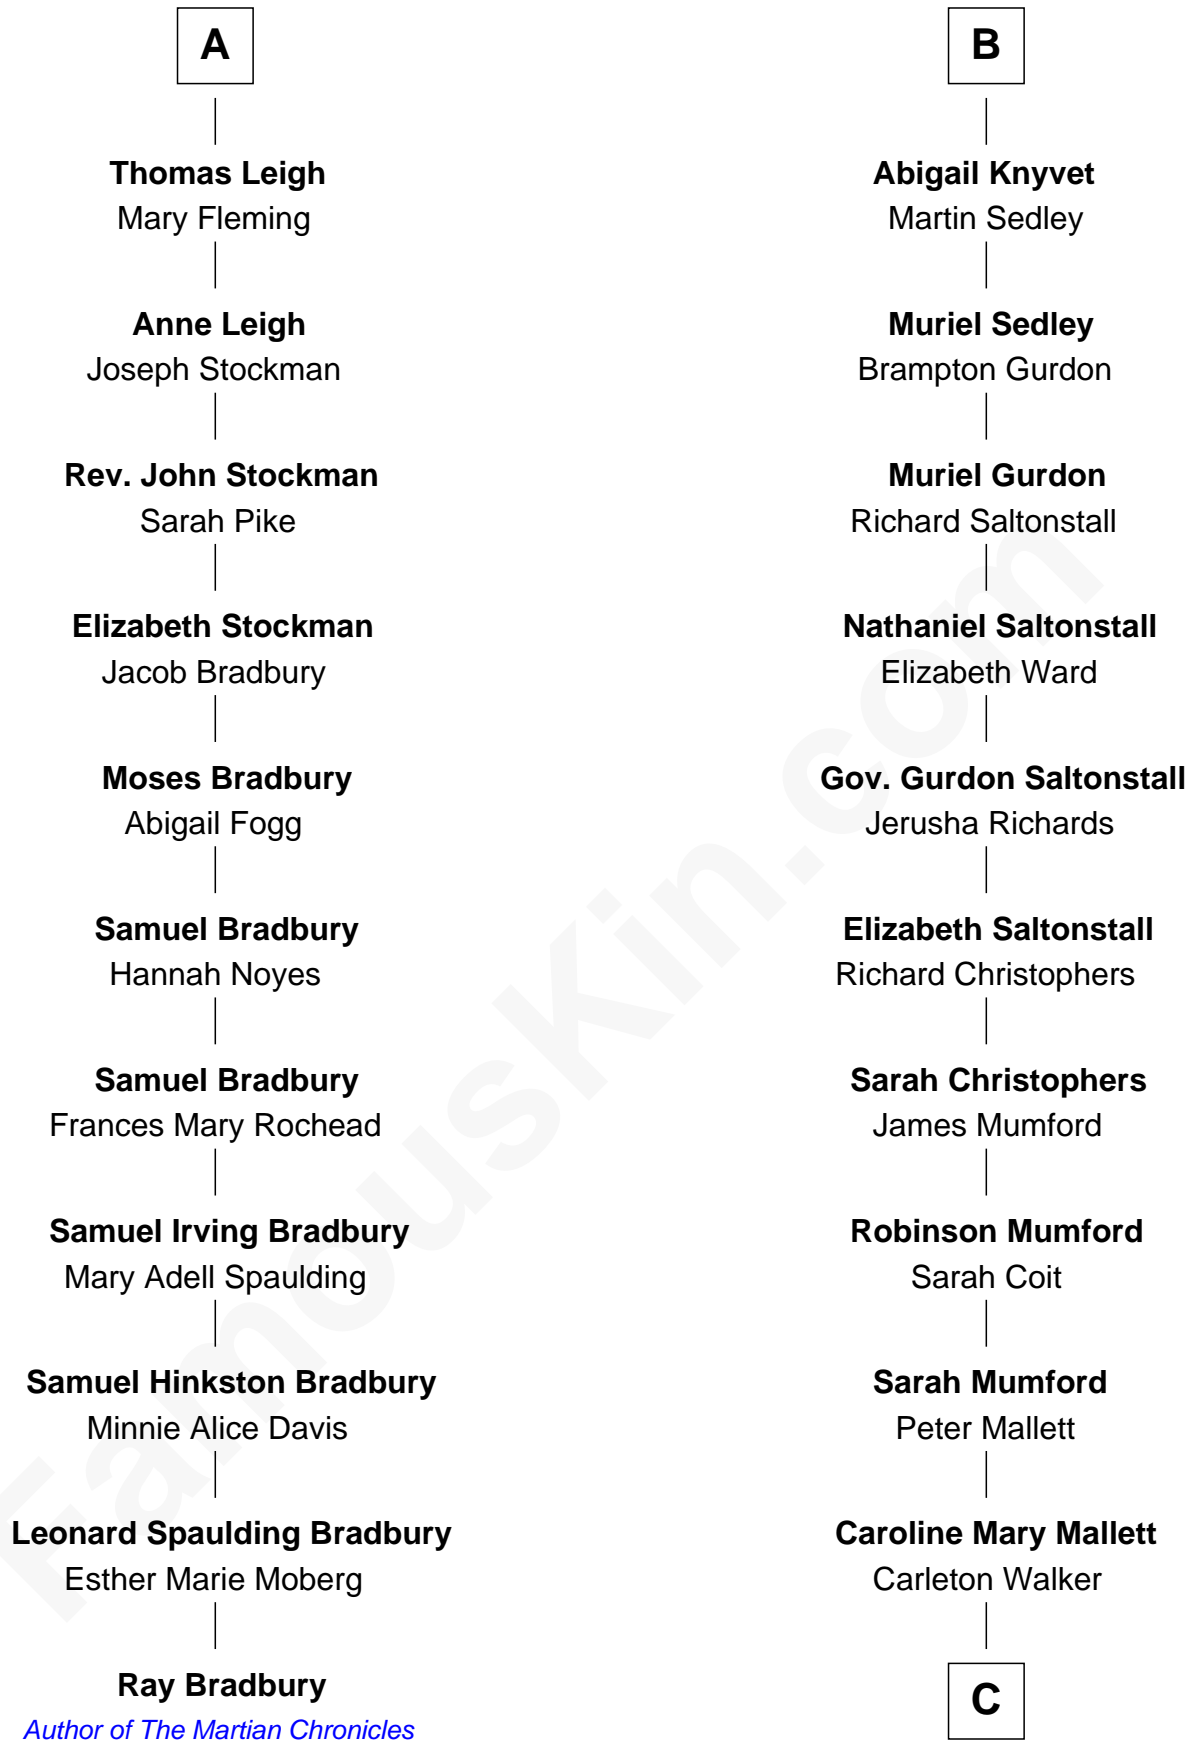 A
Thomas Leigh
Mary Fleming
Anne Leigh
Joseph Stockman
Rev. John Stockman
Sarah Pike
Elizabeth Stockman
Jacob Bradbury
Moses Bradbury
Abigail Fogg
Samuel Bradbury
Hannah Noyes
Samuel Bradbury
Frances Mary Rochead
Samuel Irving Bradbury
Mary Adell Spaulding
Samuel Hinkston Bradbury
Minnie Alice Davis
Leonard Spaulding Bradbury
Esther Marie Moberg
Ray Bradbury
Author of The Martian Chronicles
B
Abigail Knyvet
Martin Sedley
Muriel Sedley
Brampton Gurdon
Muriel Gurdon
Richard Saltonstall
Nathaniel Saltonstall
Elizabeth Ward
Gov. Gurdon Saltonstall
Jerusha Richards
Elizabeth Saltonstall
Richard Christophers
Sarah Christophers
James Mumford
Robinson Mumford
Sarah Coit
Sarah Mumford
Peter Mallett
Caroline Mary Mallett
Carleton Walker
C
FamousKin.com